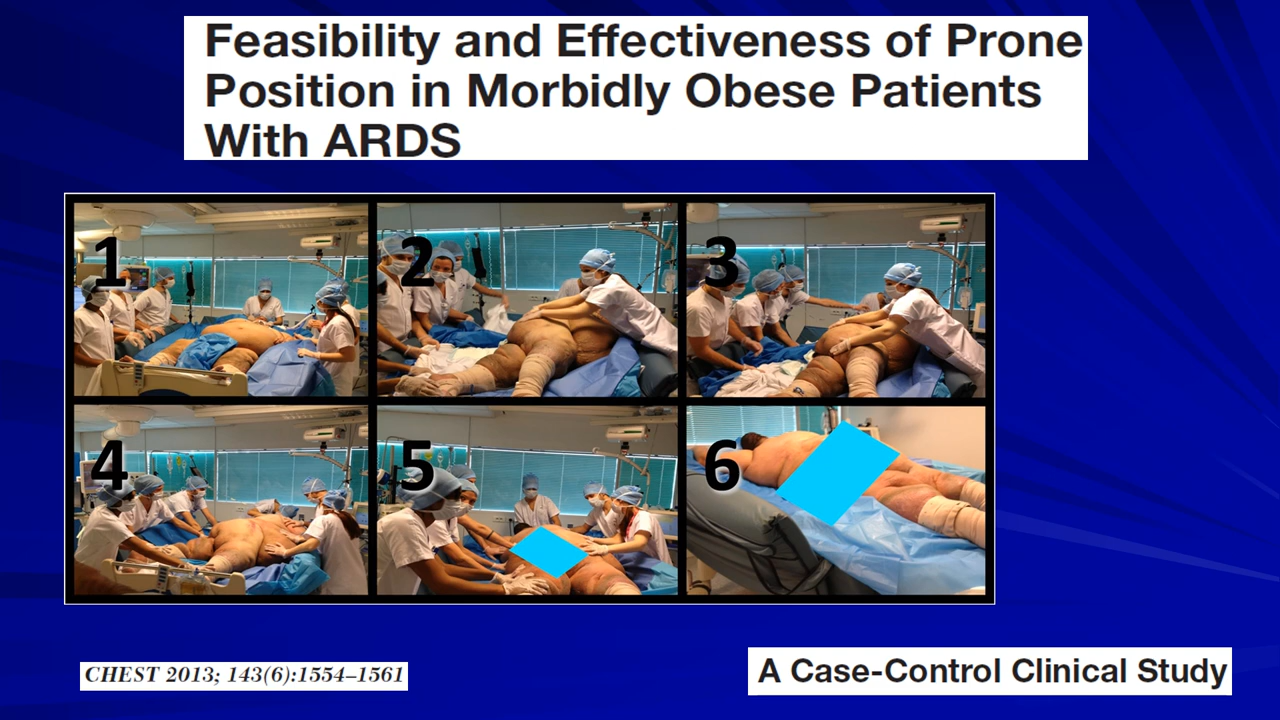 Feasibility and Effectiveness of Prone
Position in Morbidly Obese Patients
With ARDS
1
2
3
4
5
6
CHEST 2013; 143(6):1554–1561
A Case-Control Clinical Study